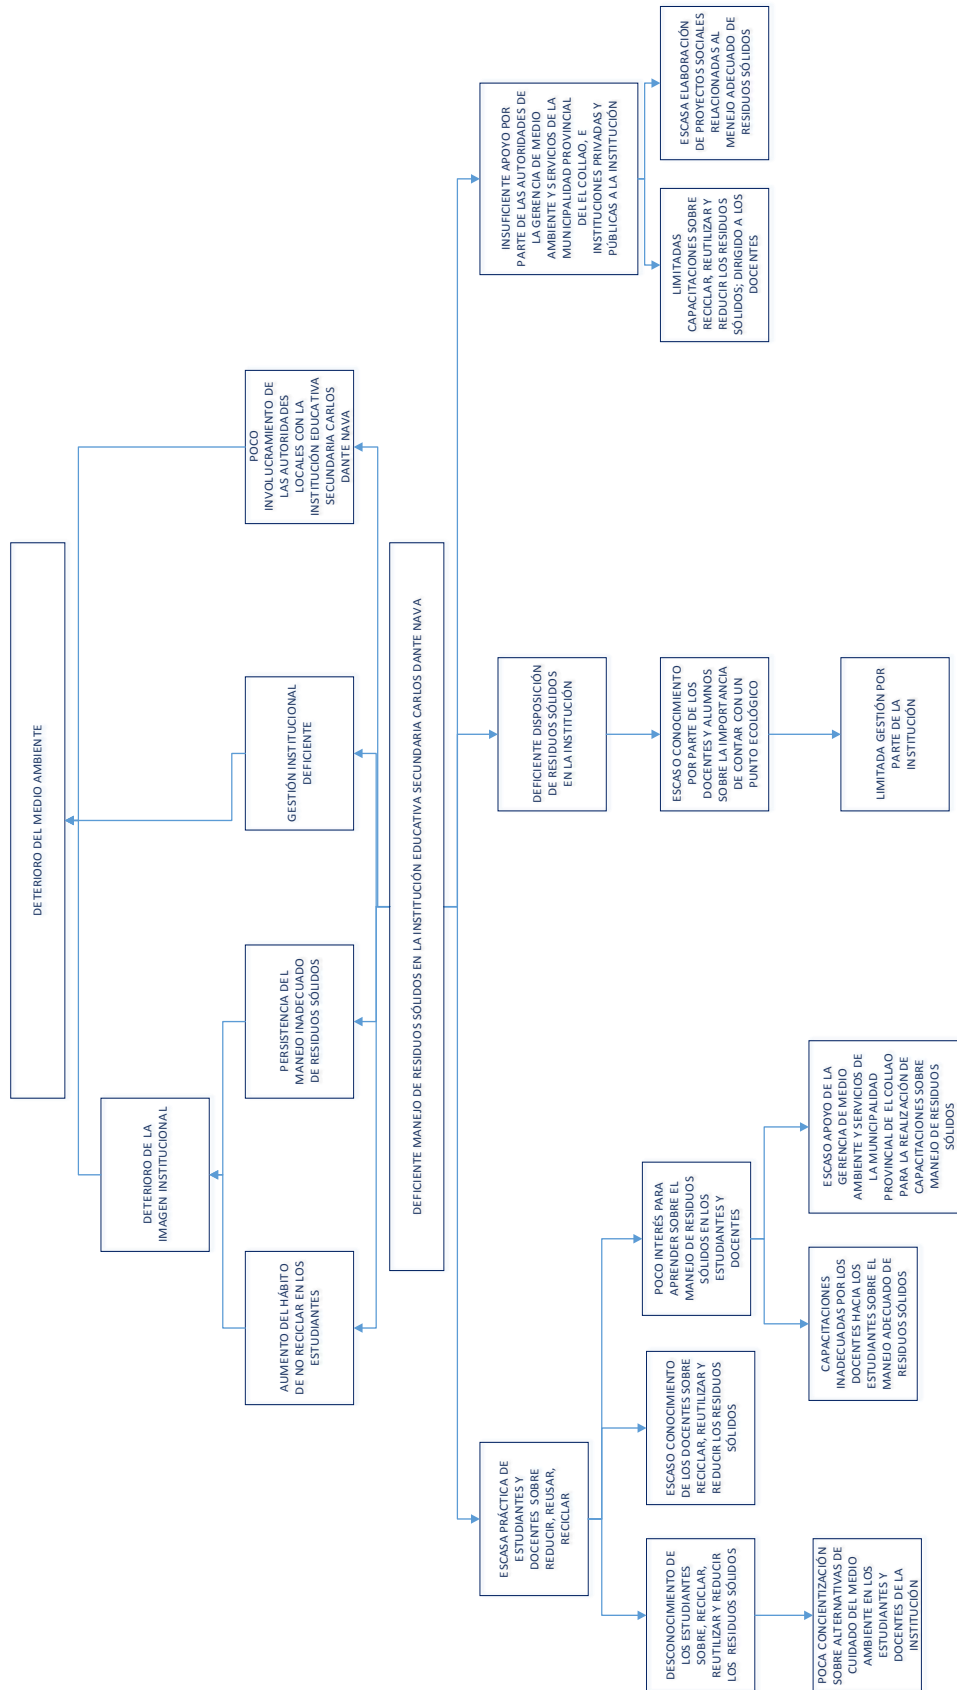 DETERIORO DEL MEDIO AMBIENTE
DETERIORO DE LA
IMAGEN INSTITUCIONAL
AUMENTO DEL HÁBITO
DE NO RECICLAR EN LOS
ESTUDIANTES
PERSISTENCIA DEL
MANEJO INADECUADO
DE RESIDUOS SÓLIDOS
GESTIÓN INSTITUCIONAL
DEFICIENTE
POCO
INVOLUCRAMIENTO DE
LAS AUTORIDADES
LOCALES CON LA
INSTITUCIÓN EDUCATIVA
SECUNDARIA CARLOS
DANTE NAVA
DEFICIENTE MANEJO DE RESIDUOS SÓLIDOS EN LA INSTITUCIÓN EDUCATIVA SECUNDARIA CARLOS DANTE NAVA
ESCASA PRÁCTICA DE
ESTUDIANTES Y
DOCENTES SOBRE
REDUCIR, REUSAR,
RECICLAR
DEFICIENTE DISPOSICIÓN
DE RESIDUOS SÓLIDOS
EN LA INSTITUCIÓN
INSUFICIENTE APOYO POR
PARTE DE LAS AUTORIDADES DE
LA GERENCIA DE MEDIO
AMBIENTE Y SERVICIOS DE LA
MUNICIPALIDAD PROVINCIAL
DEL EL COLLAO, E
INSTITUCIONES PRIVADAS Y
PÚBLICAS A LA INSTITUCIÓN
DESCONOCIMIENTO DE
LOS ESTUDIANTES
SOBRE, RECICLAR,
REUTILIZAR Y REDUCIR
LOS RESIDUOS SÓLIDOS
ESCASO CONOCIMIENTO
DE LOS DOCENTES SOBRE
RECICLAR, REUTILIZAR Y
REDUCIR LOS RESIDUOS
SÓLIDOS
POCO INTERÉS PARA
APRENDER SOBRE EL
MANEJO DE RESIDUOS
SÓLIDOS EN LOS
ESTUDIANTES Y
DOCENTES
ESCASO CONOCIMIENTO
POR PARTE DE LOS
DOCENTES Y ALUMNOS
SOBRE LA IMPORTANCIA
DE CONTAR CON UN
PUNTO ECOLÓGICO
LIMITADAS
CAPACITACIONES SOBRE
RECICLAR, REUTILIZAR Y
REDUCIR LOS RESIDUOS
SÓLIDOS; DIRIGIDO A LOS
DOCENTES
ESCASA ELABORACIÓN
DE PROYECTOS SOCIALES
RELACIONADAS AL
MENEJO ADECUADO DE
RESIDUOS SÓLIDOS
POCA CONCIENTIZACIÓN
SOBRE ALTERNATIVAS DE
CUIDADO DEL MEDIO
AMBIENTE EN LOS
ESTUDIANTES Y
DOCENTES DE LA
INSTITUCIÓN
CAPACITACIONES
INADECUADAS POR LOS
DOCENTES HACIA LOS
ESTUDIANTES SOBRE EL
MANEJO ADECUADO DE
RESIDUOS SÓLIDOS
ESCASO APOYO DE LA
GERENCIA DE MEDIO
AMBIENTE Y SERVICIOS DE
LA MUNICIPALIDAD
PROVINCIAL DE EL COLLAO
PARA LA REALIZACIÓN DE
CAPACITACIONES SOBRE
MANEJO DE RESIDUOS
SÓLIDOS
LIMITADA GESTIÓN POR
PARTE DE LA
INSTITUCIÓN